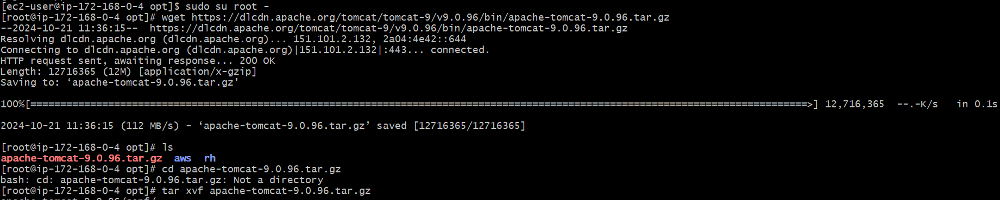 [ec2-user@ip-172-168-0-4 opt]$ sudo su root -
[root@ip-172-168-0-4 opt]# wget https://dlcdn.apache.org/tomcat/tomcat-9/v9.0.96/bin/apache-tomcat-9.0.96.tar.gz
--2024-10-21 11:36:15--  https://dlcdn.apache.org/tomcat/tomcat-9/v9.0.96/bin/apache-tomcat-9.0.96.tar.gz
Resolving dlcdn.apache.org (dlcdn.apache.org)... 151.101.2.132, 2a04:4e42::644
Connecting to dlcdn.apache.org (dlcdn.apache.org)|151.101.2.132|:443... connected.
HTTP request sent, awaiting response... 200 OK
Length: 12716365 (12M) [application/x-gzip]
Saving to: ‘apache-tomcat-9.0.96.tar.gz’
100%[==================================================================================================================================>] 12,716,365  --.-K/s   in 0.1s
2024-10-21 11:36:15 (112 MB/s) - ‘apache-tomcat-9.0.96.tar.gz’ saved [12716365/12716365]
[root@ip-172-168-0-4 opt]# ls
apache-tomcat-9.0.96.tar.gz  aws  rh
[root@ip-172-168-0-4 opt]# cd apache-tomcat-9.0.96.tar.gz
bash: cd: apache-tomcat-9.0.96.tar.gz: Not a directory
[root@ip-172-168-0-4 opt]# tar xvf apache-tomcat-9.0.96.tar.gz
apache-tomcat-9.0.96/conf/